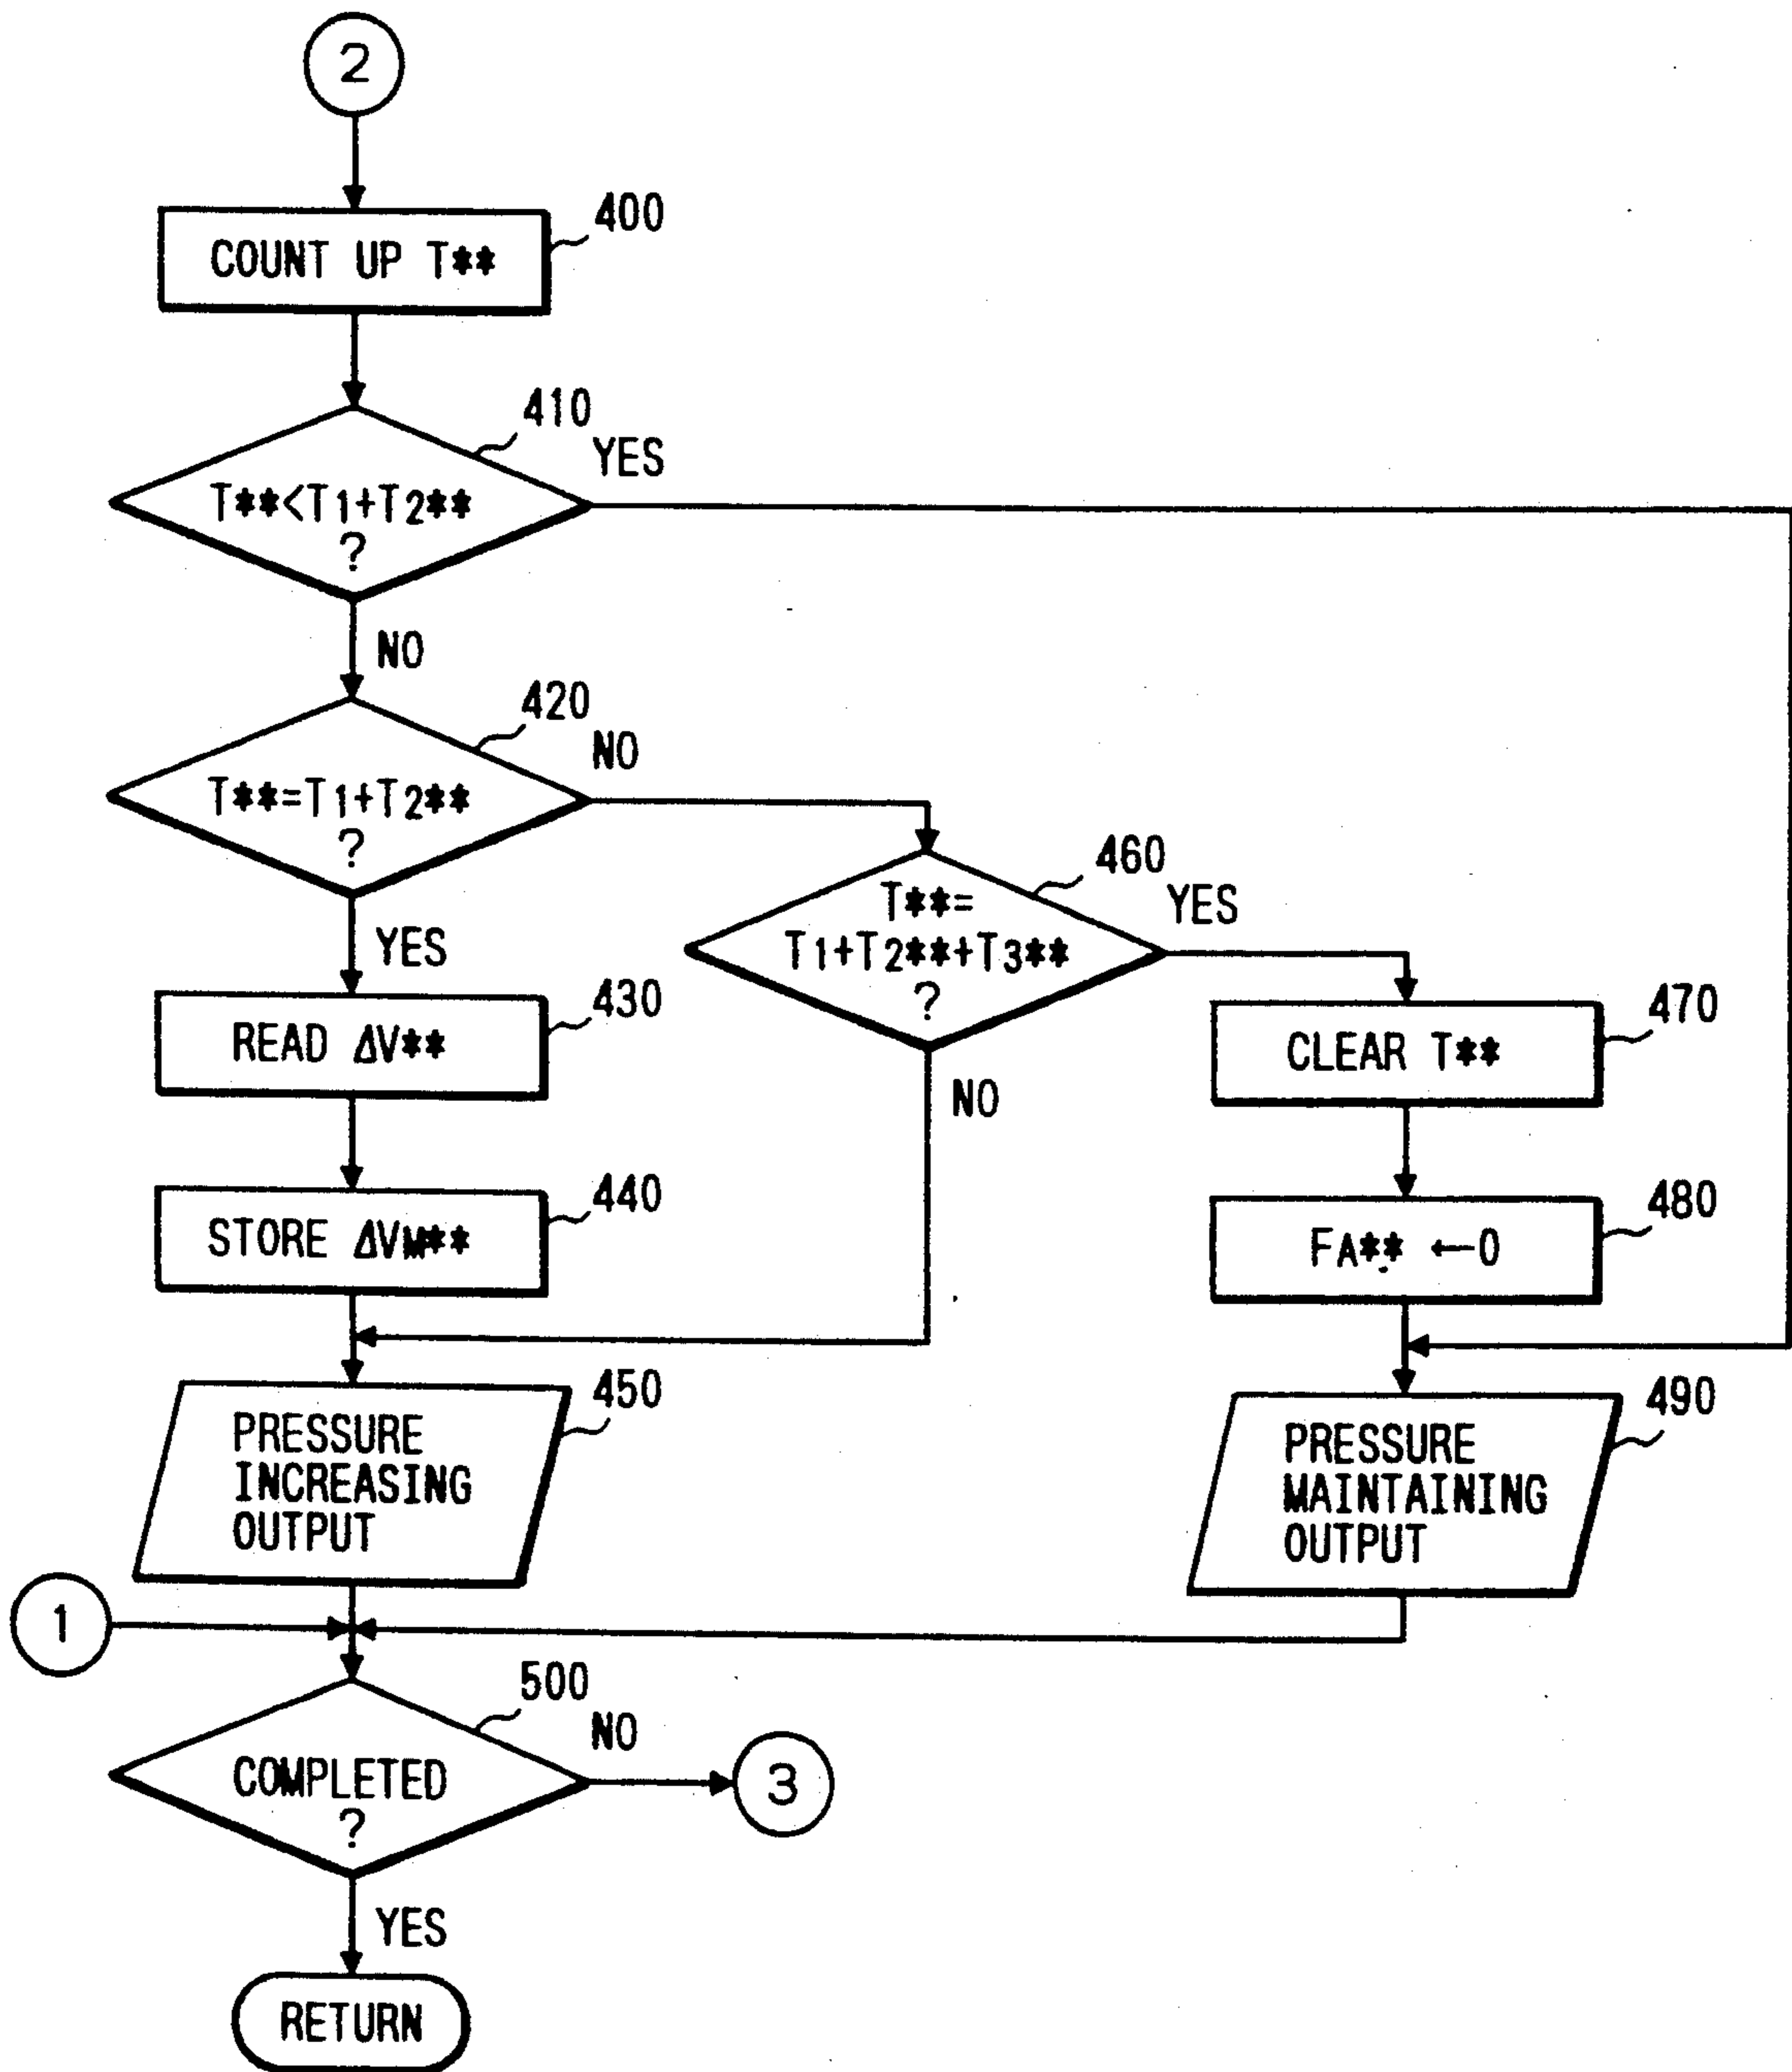 2
400
COUNT UP T**
410
YES
T**<T1+T2**
?
NO
420
NO
T**=T1+T2**
?
YES
460
YES
T**=
T1+T2**+T3**
?
NO
430
READ ΔV**
440
STORE ΔVM**
470
CLEAR T**
480
FA** ←0
450
PRESSURE
INCREASING
OUTPUT
490
PRESSURE
MAINTAINING
OUTPUT
1
500
NO
COMPLETED
?
3
YES
RETURN